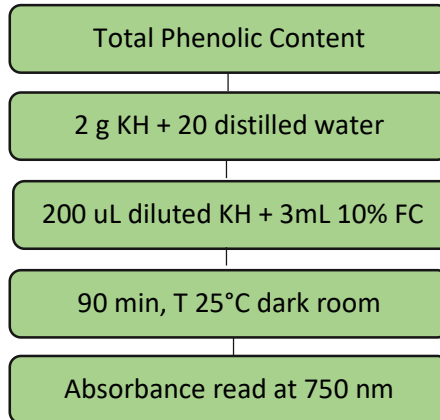 Total Phenolic Content
2 g KH + 20 distilled water
200 uL diluted KH + 3mL 10% FC
90 min, T 25°C dark room
Absorbance read at 750 nm